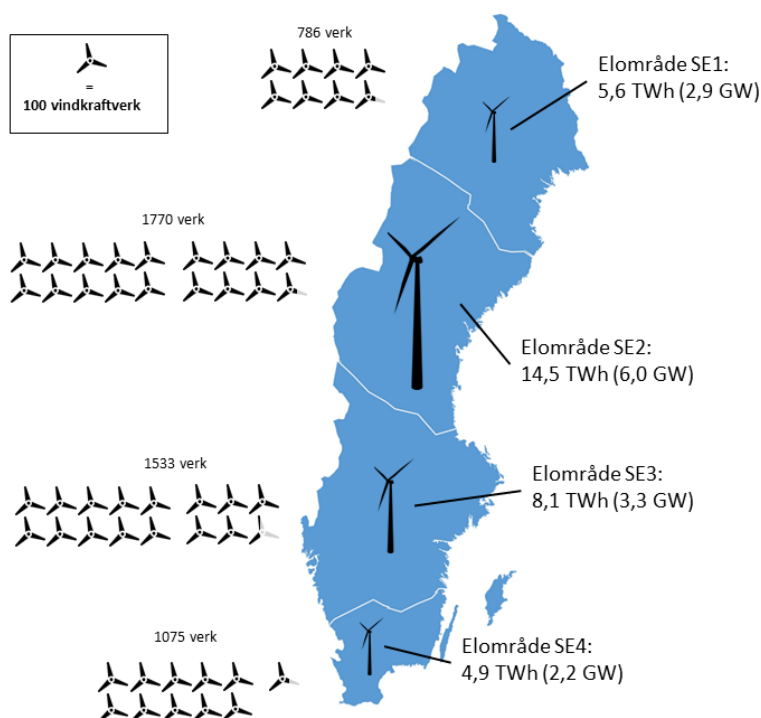 786 verk
=
100 vindkraftverk
Elområde SE1:
5,6 TWh (2,9 GW)
1770 verk
Elområde SE2:
14,5 TWh (6,0 GW)
1533 verk
Elområde SE3:
8,1 TWh (3,3 GW)
1075 verk
Elområde SE4:
4,9 TWh (2,2 GW)